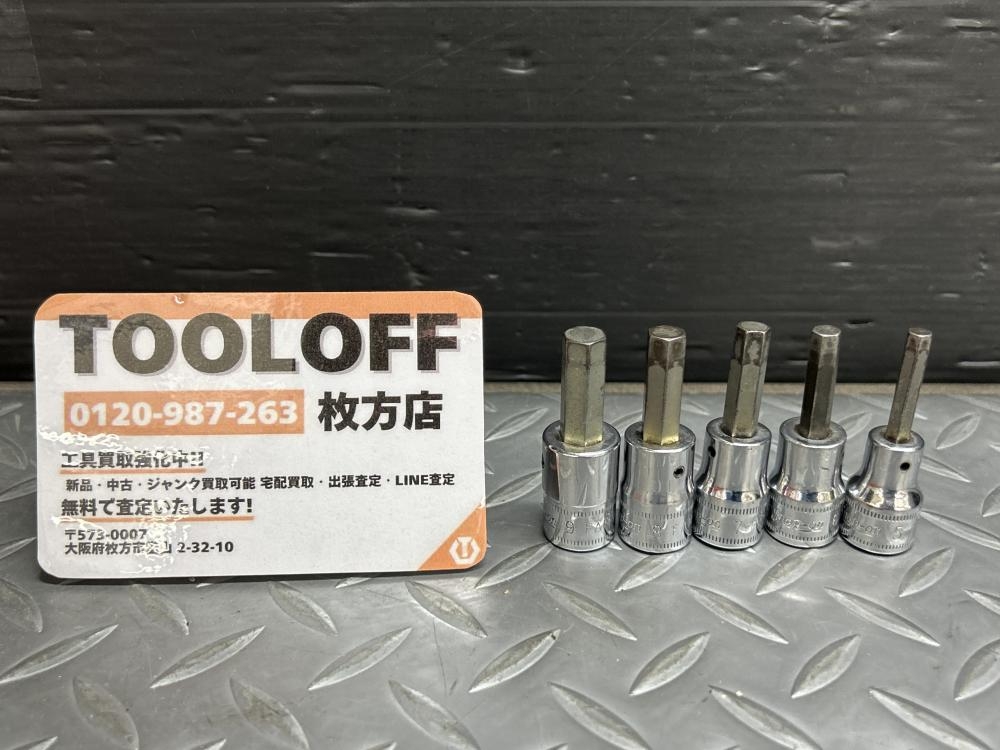 TOOLOFF
0120-987-263 枚方店
工具買取強化中!!
新品・中古・ジャンク買取可能 宅配買取・出張査定・LINE査定
無料で査定いたします!
〒573-0007
大阪府枚方市 2-32-10